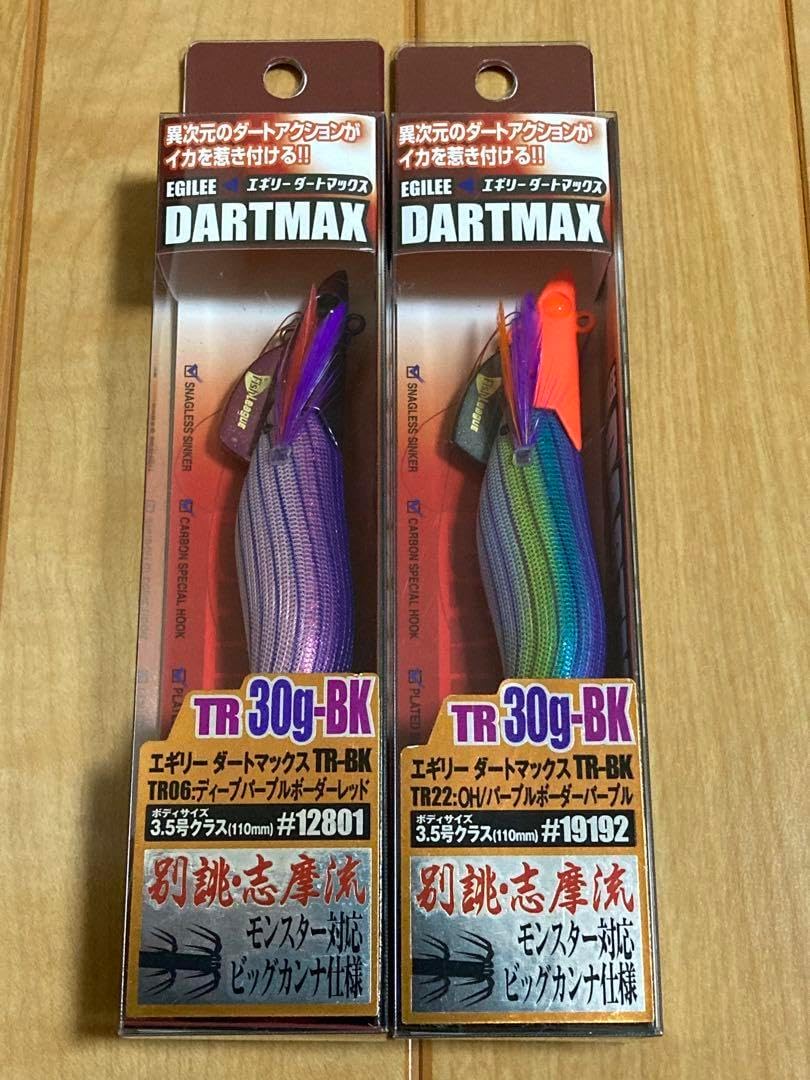 異次元のダートアクションが
イカを惹き付ける!!
EGILEE エギリー ダートマックス
DARTMAX
FishLeague
SNAGLESS SINKER
CARBON SPECIAL HOOK
PLATED
TR 30g-BK
エギリー ダートマックス TR-BK
TR06:ディープパープルボーダーレッド
ボディサイズ
3.5号クラス(110mm) #12801
別誂・志摩流
モンスター対応
ビッグカンナ仕様
異次元のダートアクションが
イカを惹き付ける!!
EGILEE エギリー ダートマックス
DARTMAX
FishLeague
SNAGLESS SINKER
CARBON SPECIAL HOOK
PLATED
TR 30g-BK
エギリー ダートマックス TR-BK
TR22:OH/パープルボーダーパープル
ボディサイズ
3.5号クラス(110mm) #19192
別誂・志摩流
モンスター対応
ビッグカンナ仕様